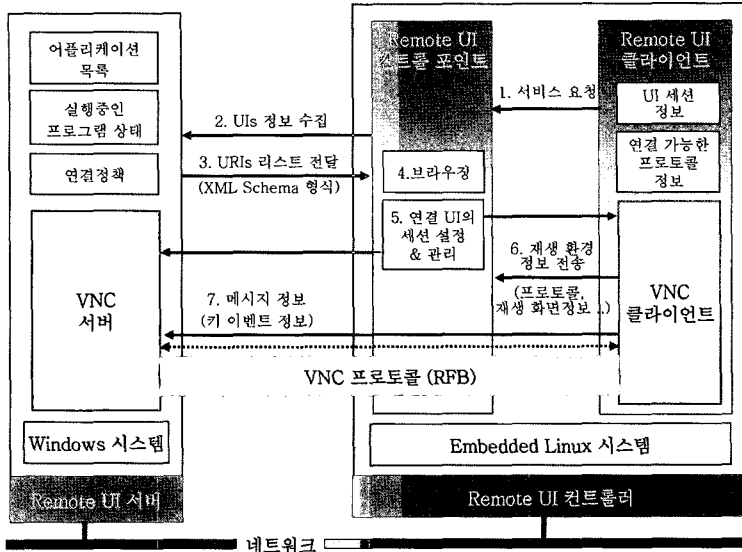 어플리케이션
목록
실행중인
프로그램 상태
연결정책
VNC
서버
Windows 시스템
Remote UI 서버
2. UIs 정보 수집
3. URIs 리스트 전달
(XML Schema 형식)
7. 메시지 정보
(키 이벤트 정보)
VNC 프로토콜 (RFB)
Remote UI
컨트롤 포인트
4.브라우징
5. 연결 UI의
세션 설정
& 관리
1. 서비스 요청
6. 재생 환경
정보 전송
(프로토콜,
재생 화면정보 ..)
Remote UI
클라이언트
UI 세션
정보
연결 가능한
프로토콜
정보
VNC
클라이언트
Embedded Linux 시스템
Remote UI 컨트롤러
네트워크